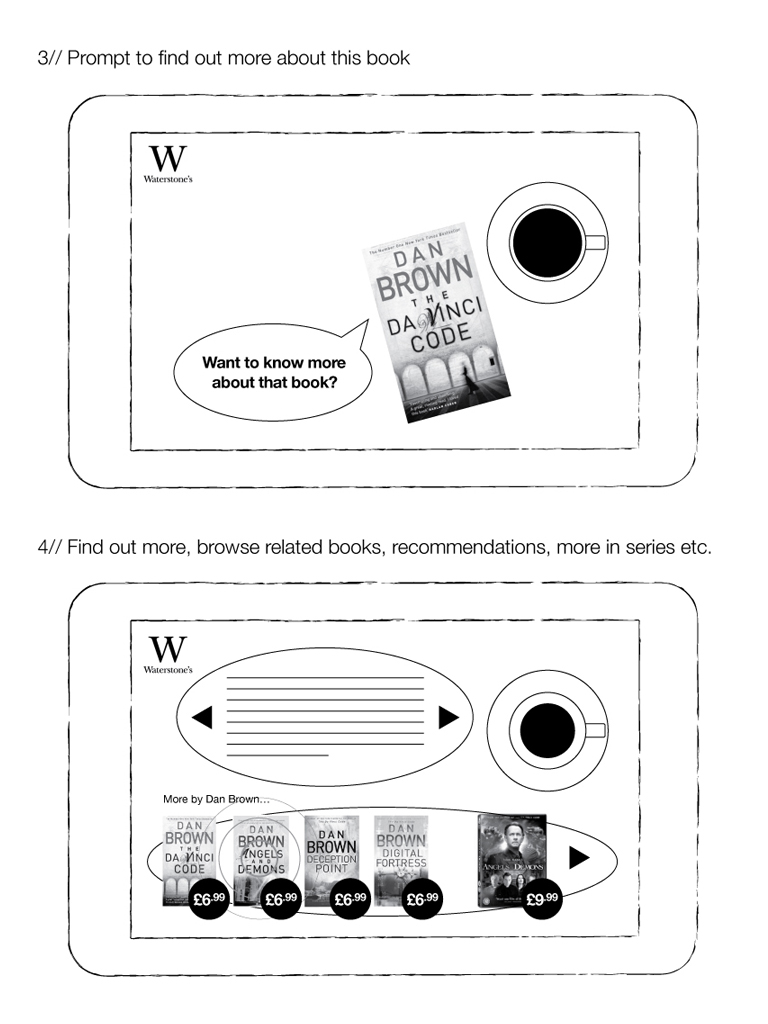 3// Prompt to find out more about this book
W
Waterstone's
The Number One New York Times Bestseller
DAN
BROWN
THE
DA VINCI
CODE
Want to know more
about that book?
4// Find out more, browse related books, recommendations, more in series etc.
W
Waterstone's
More by Dan Brown...
DAN
BROWN
THE
DA VINCI
CODE
£6.99
DAN
BROWN
ANGELS
AND
DEMONS
£6.99
DAN
BROWN
DECEPTION
POINT
£6.99
DAN
BROWN
DIGITAL
FORTRESS
£6.99
ANGELS & DEMONS
£9.99